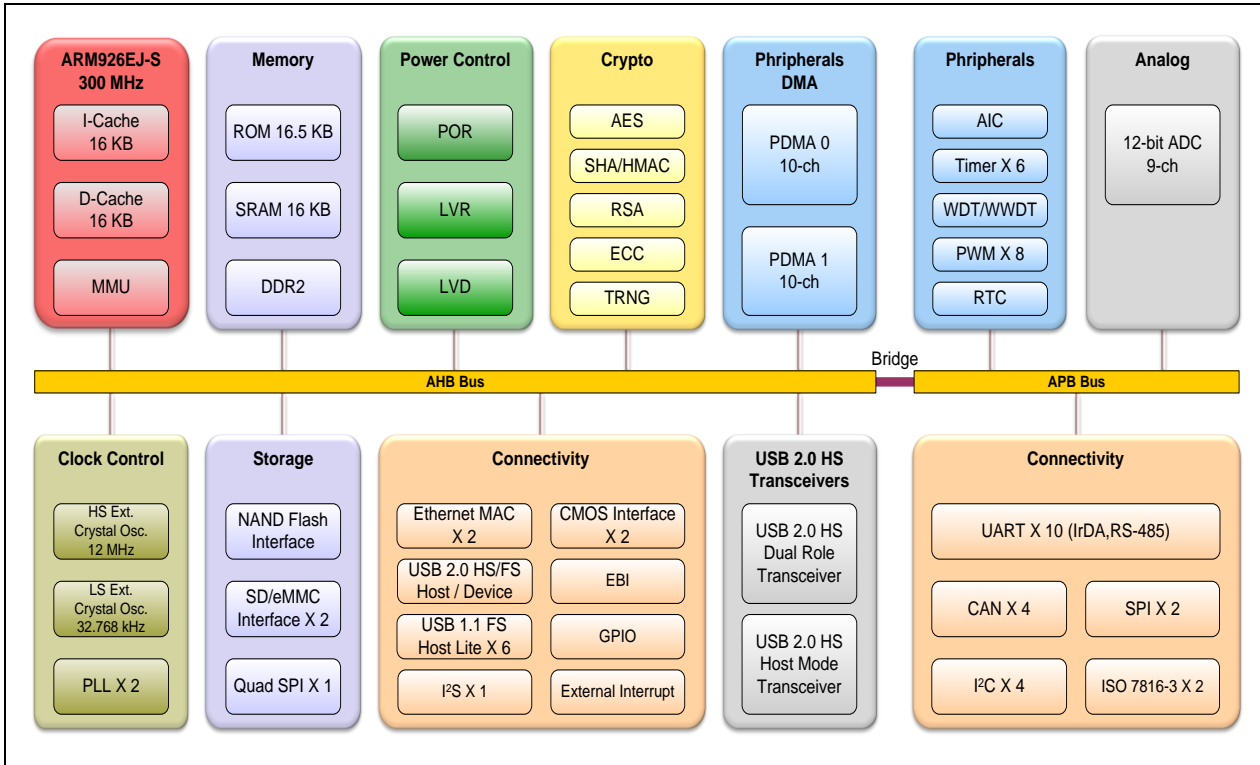 ARM926EJ-S
300 MHz
I-Cache
16 KB
D-Cache
16 KB
MMU
Memory
ROM 16.5 KB
SRAM 16 KB
DDR2
Power Control
POR
LVR
LVD
Crypto
AES
SHA/HMAC
RSA
ECC
TRNG
Phripherals
DMA
PDMA 0
10-ch
PDMA 1
10-ch
Phripherals
AIC
Timer X 6
WDT/WWDT
PWM X 8
RTC
Analog
12-bit ADC
9-ch
AHB Bus
Bridge
APB Bus
Clock Control
HS Ext.
Crystal Osc.
12 MHz
LS Ext.
Crystal Osc.
32.768 kHz
PLL X 2
Storage
NAND Flash
Interface
SD/eMMC
Interface X 2
Quad SPI X 1
Connectivity
Ethernet MAC
X 2
CMOS Interface
X 2
USB 2.0 HS/FS
Host / Device
EBI
USB 1.1 FS
Host Lite X 6
GPIO
I²S X 1
External Interrupt
USB 2.0 HS
Transceivers
USB 2.0 HS
Dual Role
Transceiver
USB 2.0 HS
Host Mode
Transceiver
Connectivity
UART X 10 (IrDA,RS-485)
CAN X 4
SPI X 2
I²C X 4
ISO 7816-3 X 2